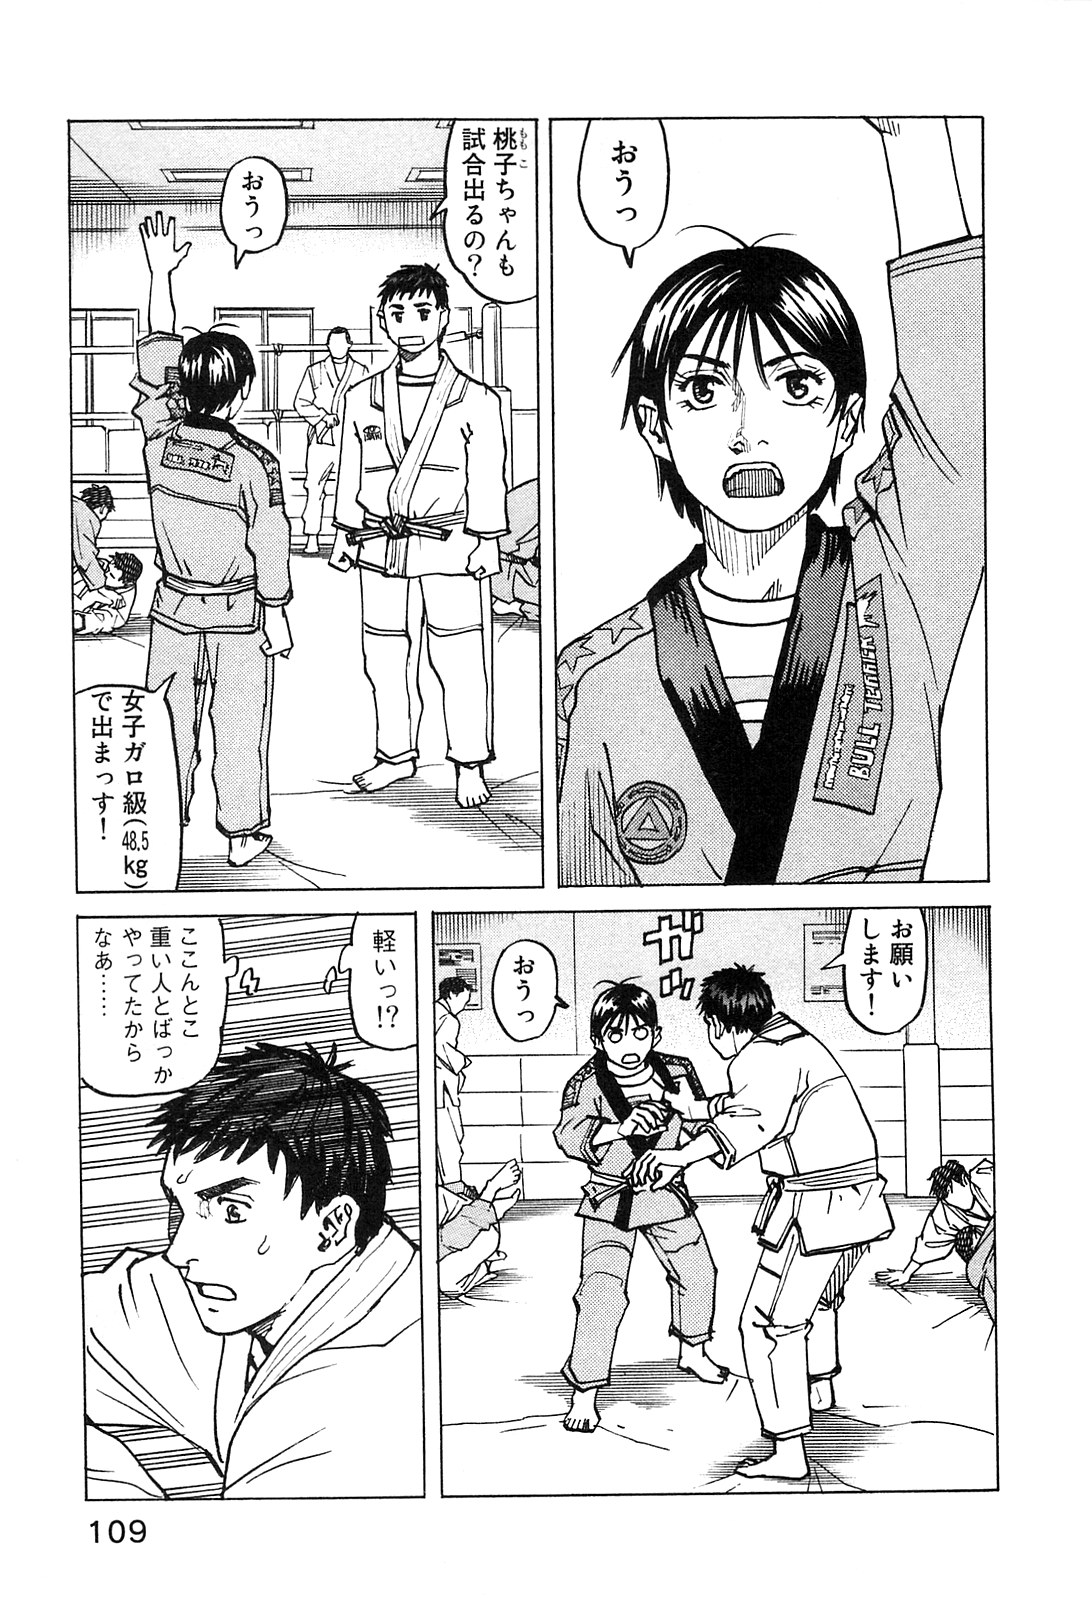 おうっ
BULL TERRIER
桃子ちゃんも
試合出るの?
おうっ
女子ガロ級(48.5kg)
で出まっす!
お願い
します!
ガッ
おうっ
軽いっ!?
ここんとこ
重い人とばっか
やってたから
なあ……
109